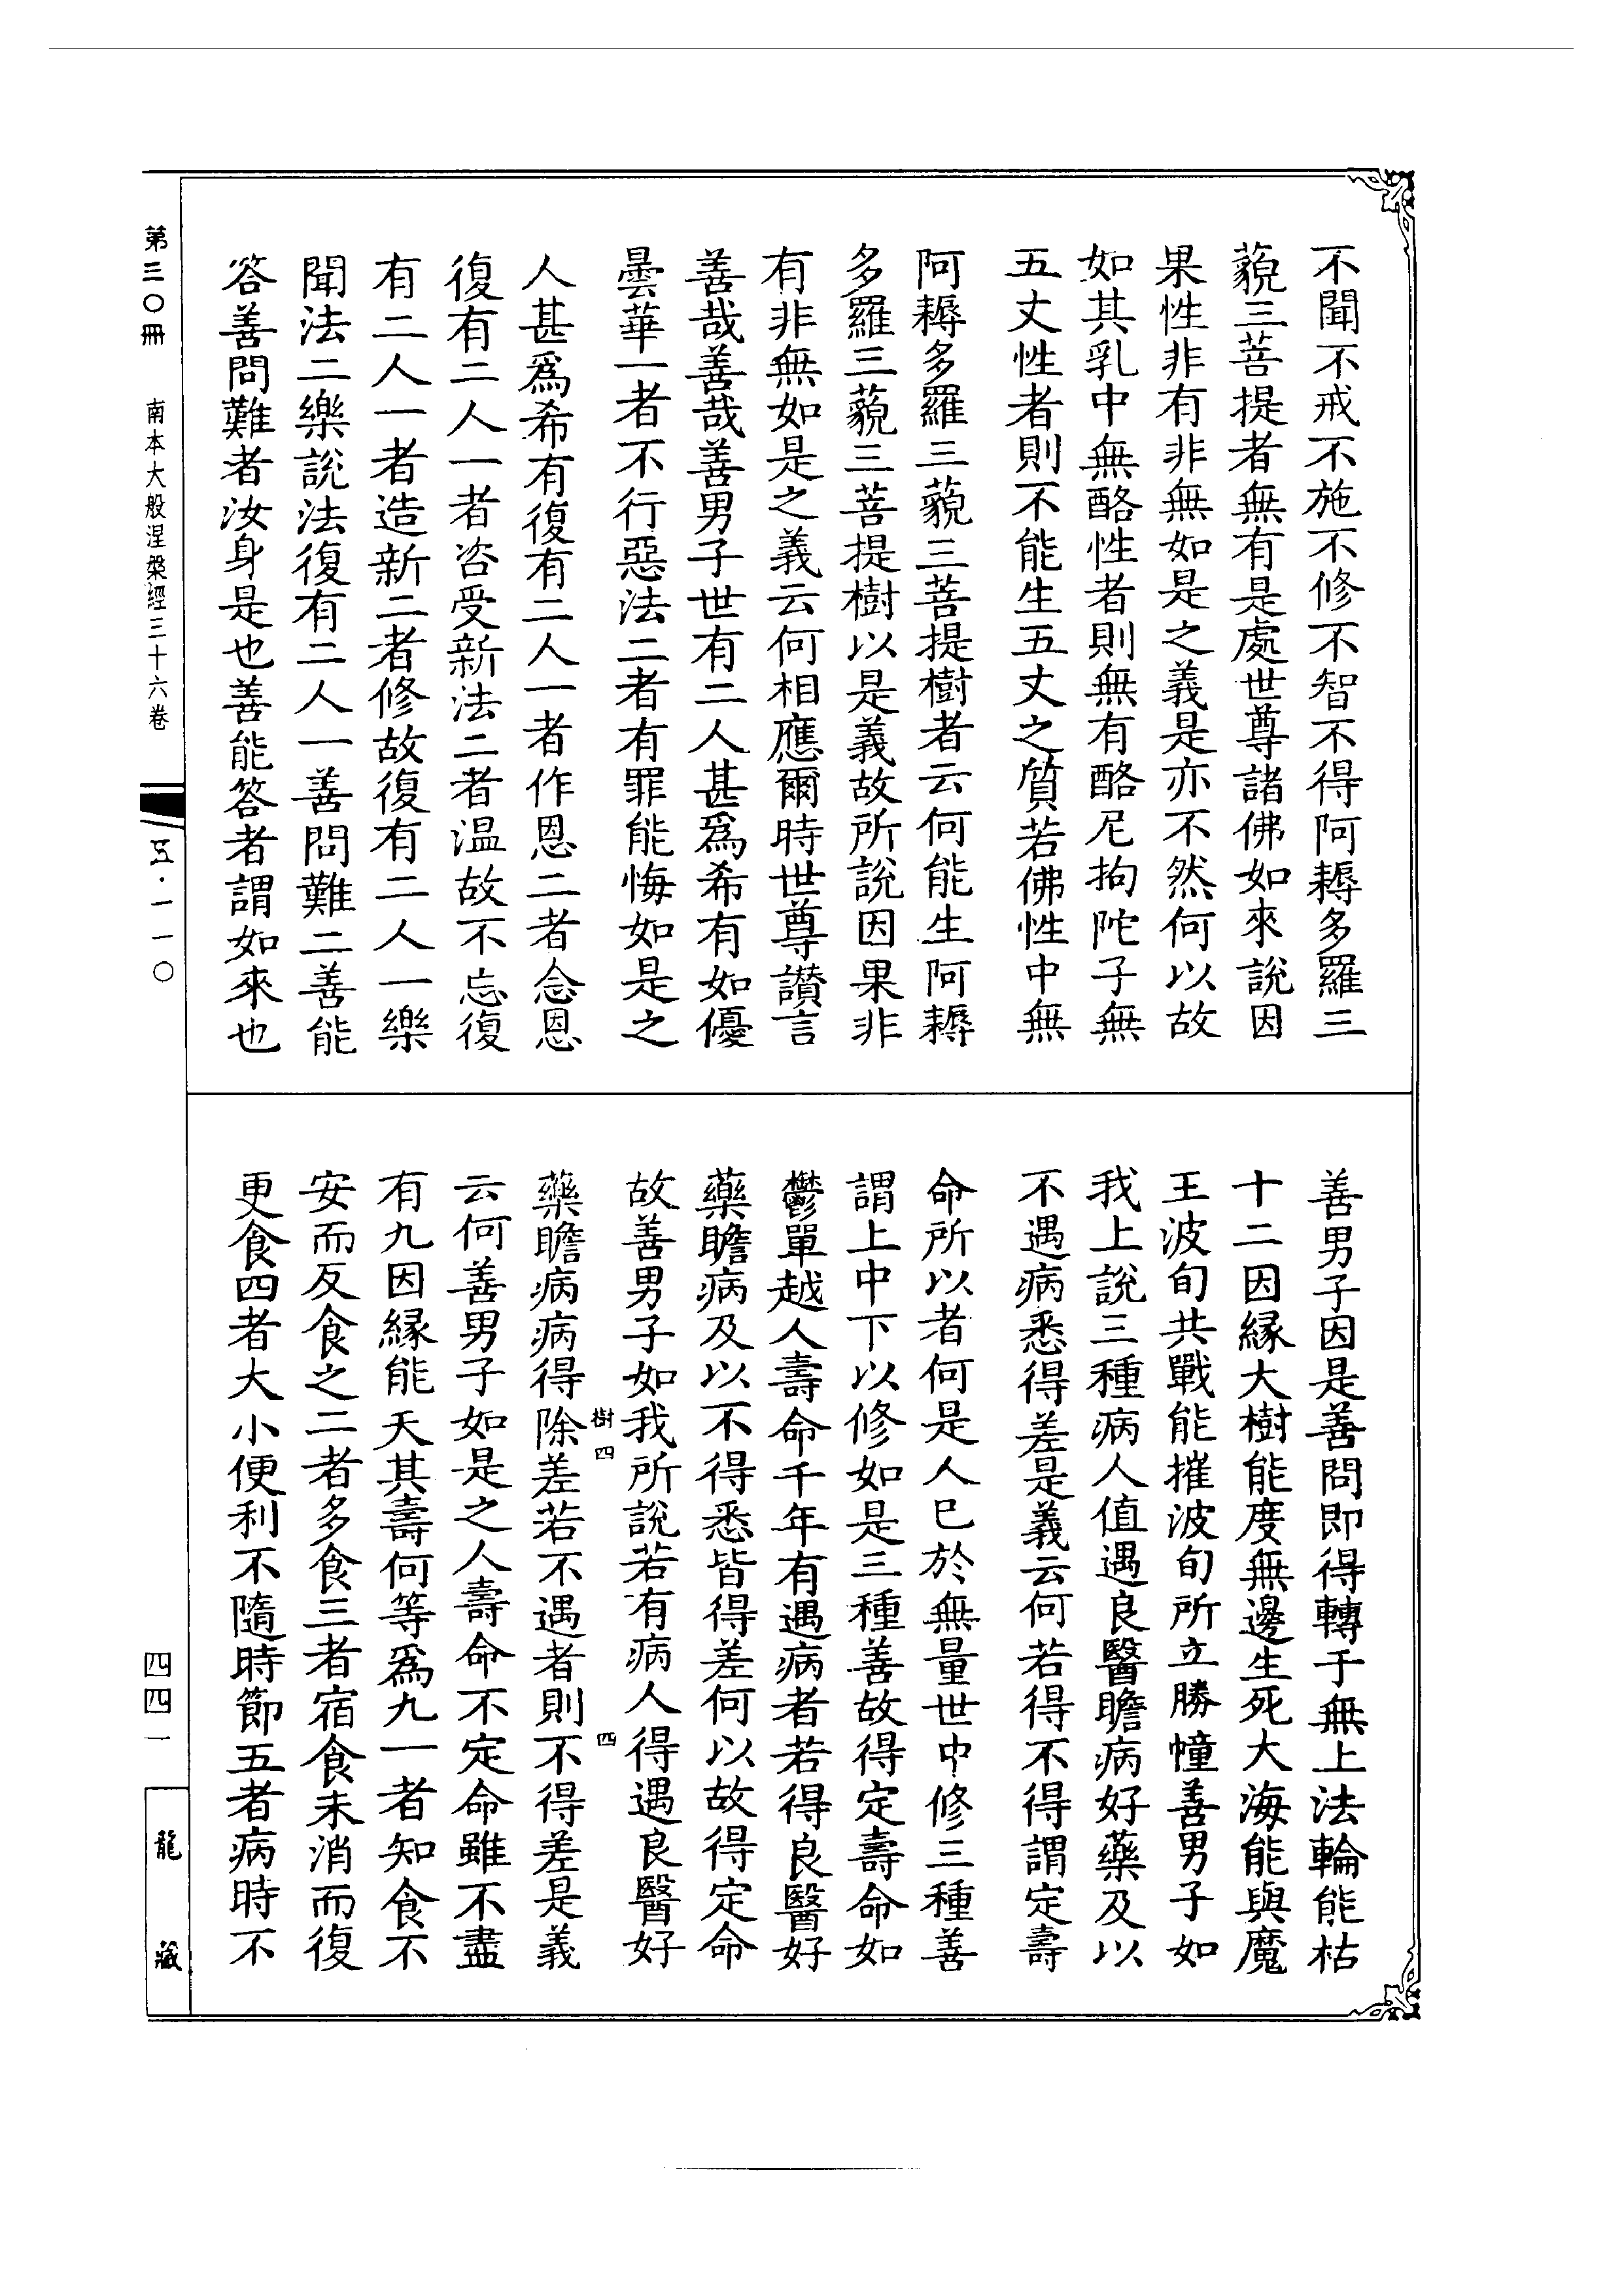 不聞不戒不施不修不智不得阿耨多羅三
藐三菩提者無有是處世尊諸佛如來說因
果性非有非無如是之義是亦不然何以故
如其乳中無酪性者則無有酪尼拘陀子無
五丈性者則不能生五丈之質若佛性中無
阿耨多羅三藐三菩提樹者云何能生阿耨
多羅三藐三菩提樹以是義故所說因果非
有非無如是之義云何相應爾時世尊讚言
善哉善哉善男子世有二人甚爲希有如優
曇華一者不行惡法二者有罪能悔如是之
人甚爲希有復有二人一者作恩二者念恩
復有二人一者咨受新法二者温故不忘復
有二人一者造新二者修故復有二人一樂
聞法二樂說法復有二人一善問難二善能
答善問難者汝身是也善能答者謂如來也
善男子因是善問即得轉于無上法輪能枯
十二因緣大樹能度無邊生死大海能與魔
王波旬共戰能摧波旬所立勝幢善男子如
我上說三種病人值遇良醫瞻病好藥及以
不遇病悉得差是義云何若得不得謂定壽
命所以者何是人已於無量世中修三種善
謂上中下以修如是三種善故得定壽命如
鬱單越人壽命千年有遇病者若得良醫好
藥瞻病及以不得悉皆得差何以故得定命
故善男子如我所說若有病人得遇良醫好
樹四
四
藥瞻病病得除差若不遇者則不得差是義
云何善男子如是之人壽命不定命雖不盡
有九因緣能夭其壽何等爲九一者知食不
安而反食之二者多食三者宿食未消而復
更食四者大小便利不隨時節五者病時不
第三〇冊 南本大般涅槃經三十六卷
五·一一〇
四四一
龍藏